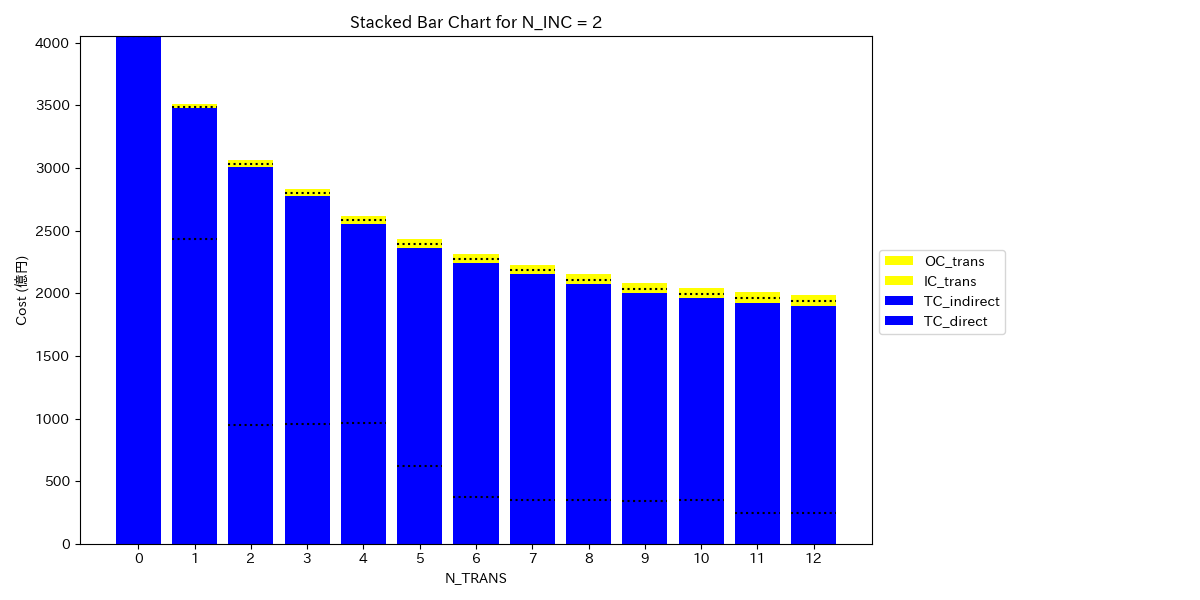 Stacked Bar Chart for N_INC = 2
Cost (億円)
4000
3500
3000
2500
2000
1500
1000
500
0
0 1 2 3 4 5 6 7 8 9 10 11 12
N_TRANS
OC_trans
IC_trans
TC_indirect
TC_direct